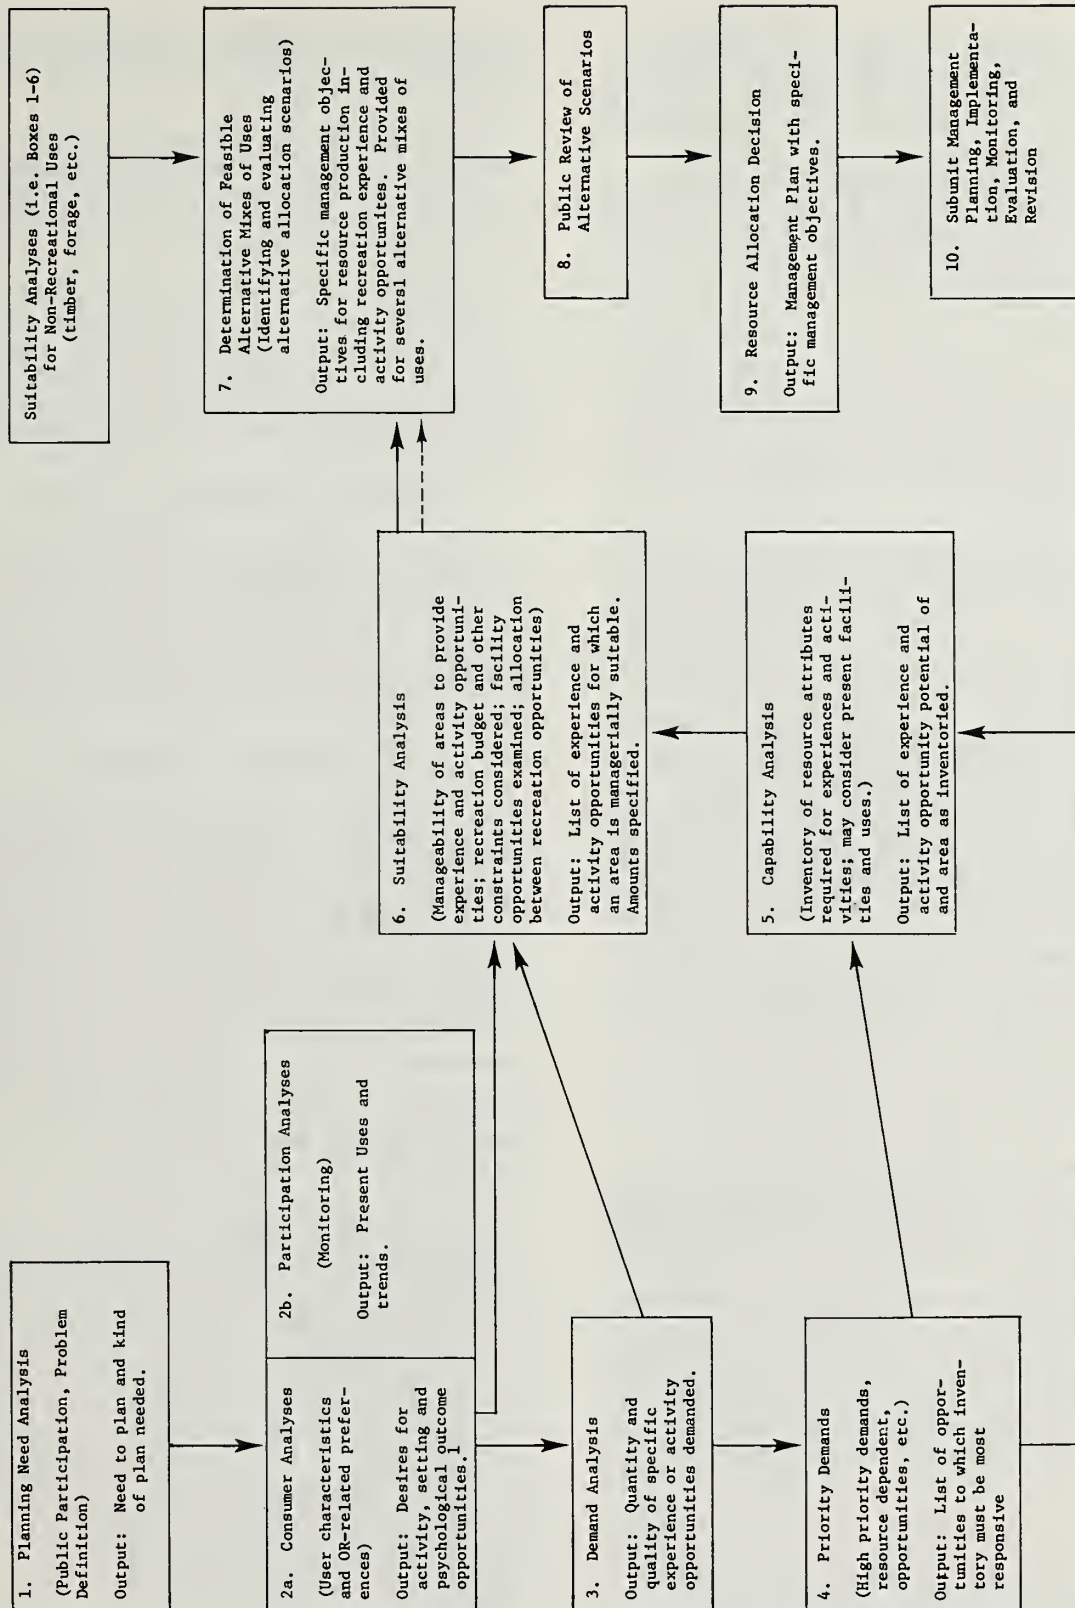 1.  Planning Need Analysis
(Public Participation, Problem
Definition)
Output:  Need to plan and kind
of plan needed.
2a.  Consumer Analyses
(User characteristics
and OR-related prefer-
ences)
Output:  Desires for
activity, setting and
psychological outcome
opportunities.1
2b.  Participation Analyses
(Monitoring)
Output:  Present Uses and
trends.
3.  Demand Analysis
Output:  Quantity and
quality of specific
experience or activity
opportunities demanded.
4.  Priority Demands
(High priority demands,
resource dependent,
opportunities, etc.)
Output:  List of oppor-
tunities to which inven-
tory must be most
responsive
5.  Capability Analysis
(Inventory of resource attributes
required for experiences and acti-
vities; may consider present facili-
ties and uses.)
Output:  List of experience and
activity opportunity potential of
and area as inventoried.
6.  Suitability Analysis
(Manageability of areas to provide
experience and activity opportuni-
ties; recreation budget and other
constraints considered; fscility
opportunities examined; allocation
between recreation opportunities)
Output:  List of experience and
activity opportunities for which
an area is managerially suitable.
Amounts specified.
Suitability Analyses (i.e. Boxes 1-6)
for Non-Recreational Uses
(timber, forage, etc.)
7.  Determination of Feasible
Alternative Mixes of Uses
(Identifying and evaluating
alternative allocation scenarios)
Output:  Specific management objec-
tives for resource production in-
cluding recreation experience and
activity opportunites.  Provided
for seversl alternative mixes of
uses.
8.  Public Review of
Alternative Scenarios
9.  Resource Allocation Decision
Output:  Management Plan with speci-
fic management objectives.
10.  Subunit Management
Planning, Implementa-
tion, Monitoring,
Evaluation, and
Revision